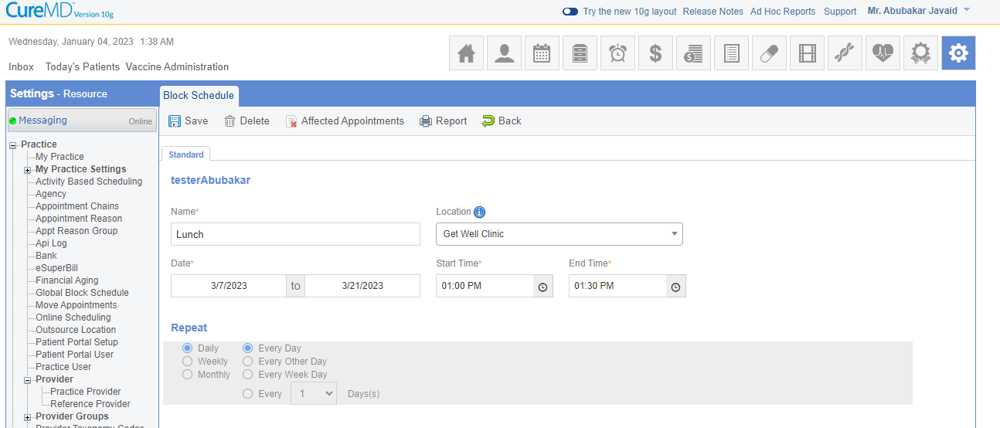 CureMD Version 10g
Try the new 10g layout Release Notes Ad Hoc Reports Support Mr. Abubakar Javaid
Wednesday, January 04, 2023 1:38 AM
Inbox Today's Patients Vaccine Administration
Settings - Resource
Block Schedule
Messaging Online
Save Delete Affected Appointments Report Back
Practice
My Practice
My Practice Settings
Activity Based Scheduling
Agency
Appointment Chains
Appointment Reason
Appt Reason Group
Api Log
Bank
eSuperBill
Financial Aging
Global Block Schedule
Move Appointments
Online Scheduling
Outsource Location
Patient Portal Setup
Patient Portal User
Practice User
Provider
Practice Provider
Reference Provider
Provider Groups
Provider Taxonomy Codes
Standard
testerAbubakar
Name* Location
Lunch Get Well Clinic
Date* Start Time* End Time*
3/7/2023 to 3/21/2023 01:00 PM 01:30 PM
Repeat
Daily Every Day
Weekly Every Other Day
Monthly Every Week Day
Every 1 Days(s)